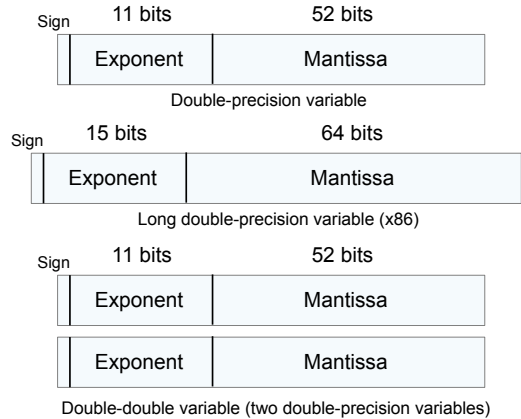 Sign 11 bits 52 bits
Exponent Mantissa
Double-precision variable
Sign 15 bits 64 bits
Exponent Mantissa
Long double-precision variable (x86)
Sign 11 bits 52 bits
Exponent Mantissa
Exponent Mantissa
Double-double variable (two double-precision variables)